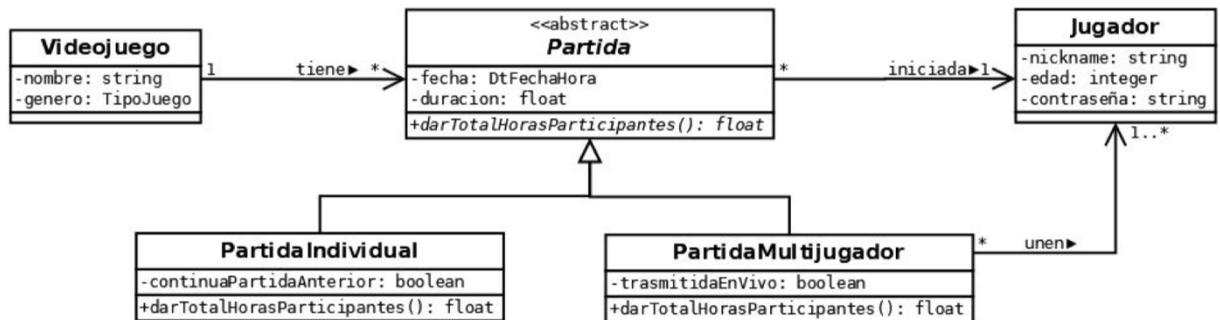 Videojuego
-nombre: string
-genero: TipoJuego
1
tiene▶
*
<<abstract>>
Partida
-fecha: DtFechaHora
-duracion: float
+darTotalHorasParticipantes(): float
*
iniciada▶
1
Jugador
-nickname: string
-edad: integer
-contraseña: string
1..*
PartidaIndividual
-continuaPartidaAnterior: boolean
+darTotalHorasParticipantes(): float
PartidaMultijugador
-trasmitidaEnVivo: boolean
+darTotalHorasParticipantes(): float
*
unen▶